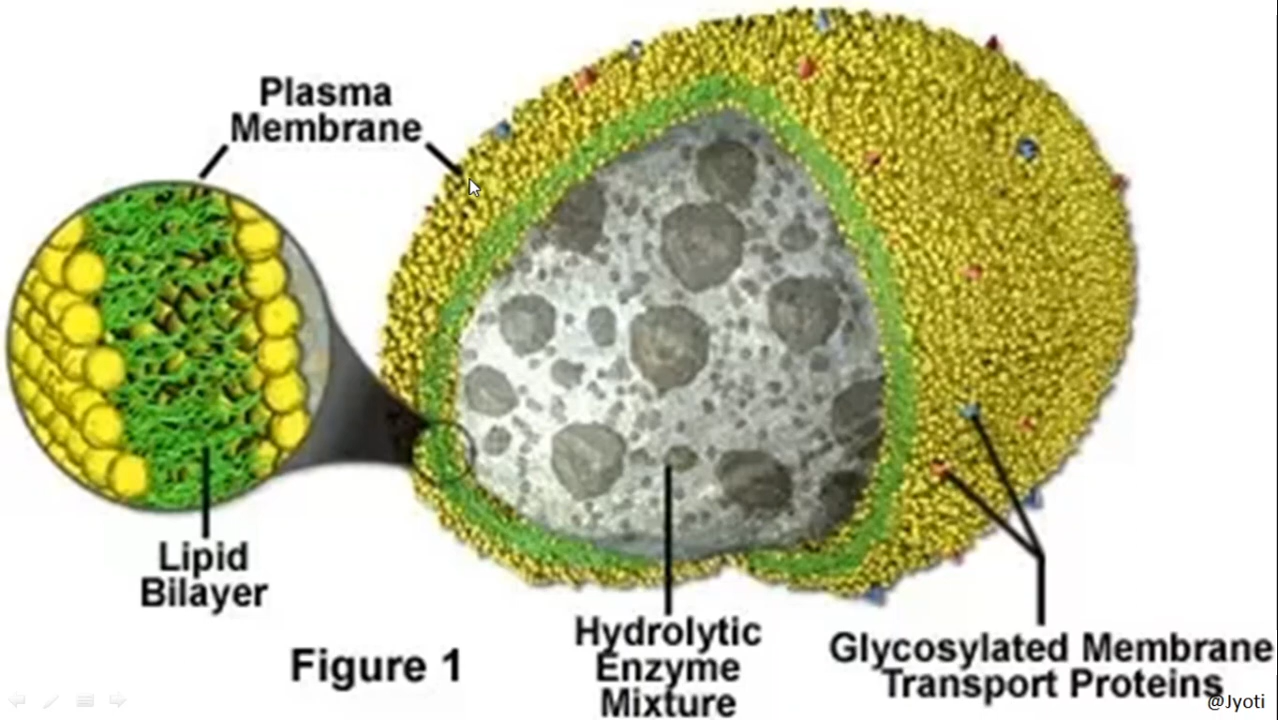 Plasma
Membrane
Lipid
Bilayer
Figure 1
Hydrolytic
Enzyme
Mixture
Glycosylated Membrane
Transport Proteins
@Jyoti